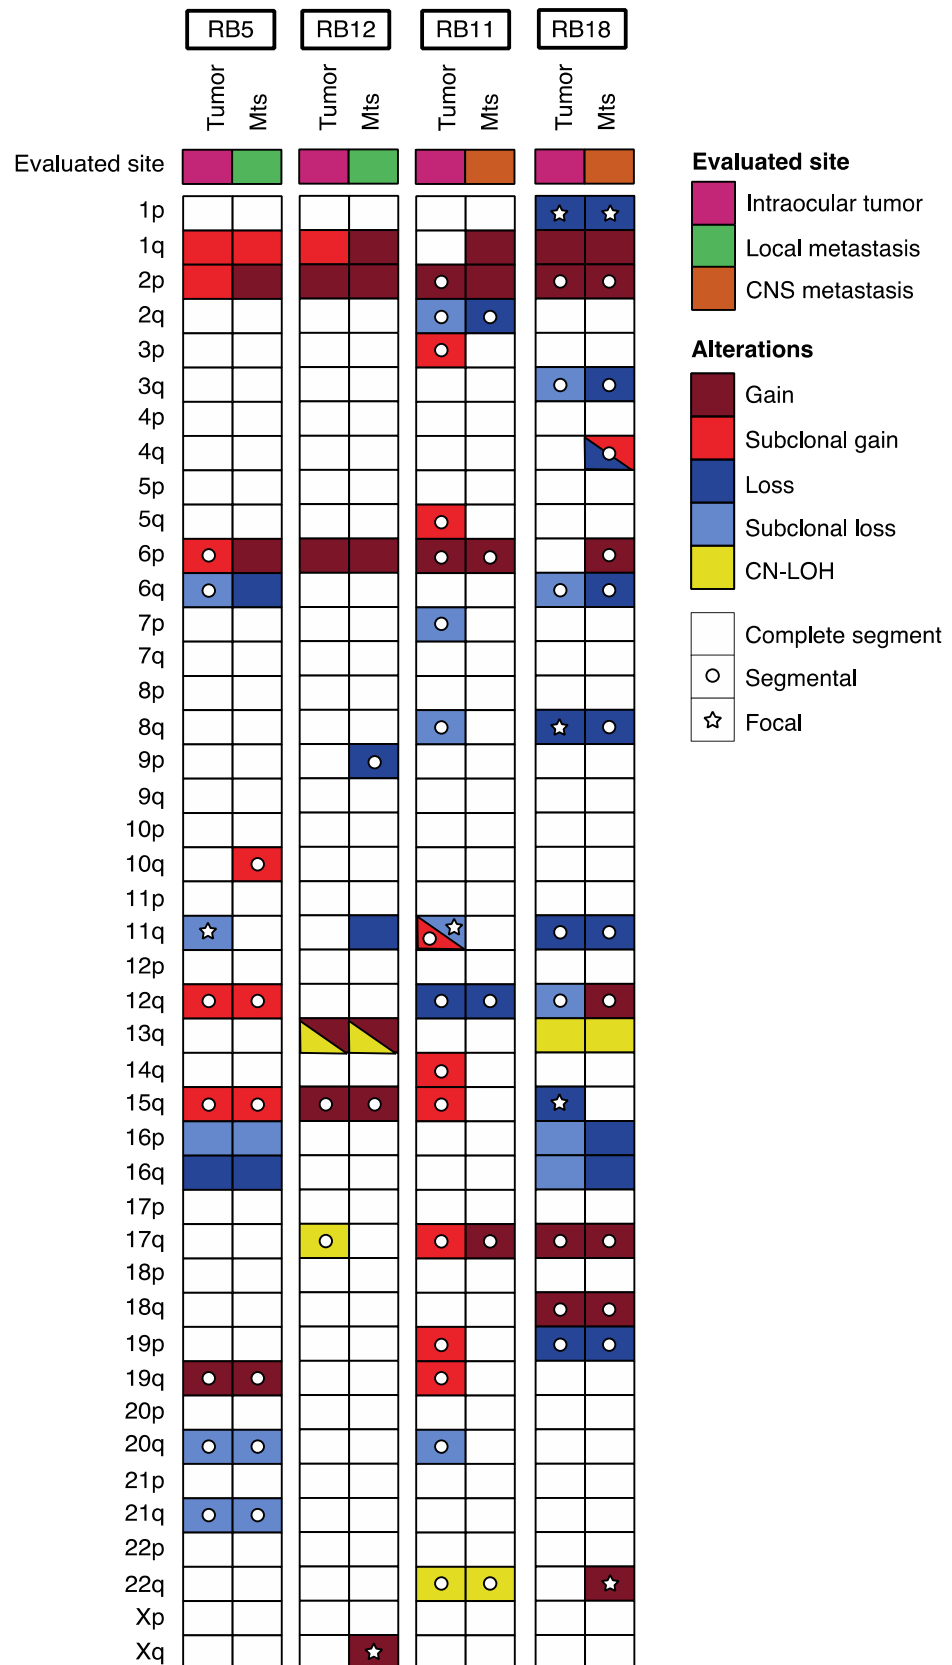 RB5 RB12 RB11 RB18
Tumor Mts Tumor Mts Tumor Mts Tumor Mts
Evaluated site
1p
1q
2p
2q
3p
3q
4p
4q
5p
5q
6p
6q
7p
7q
8p
8q
9p
9q
10p
10q
11p
11q
12p
12q
13q
14q
15q
16p
16q
17p
17q
18p
18q
19p
19q
20p
20q
21p
21q
22p
22q
Xp
Xq
Evaluated site
Intraocular tumor
Local metastasis
CNS metastasis
Alterations
Gain
Subclonal gain
Loss
Subclonal loss
CN-LOH
Complete segment
Segmental
Focal